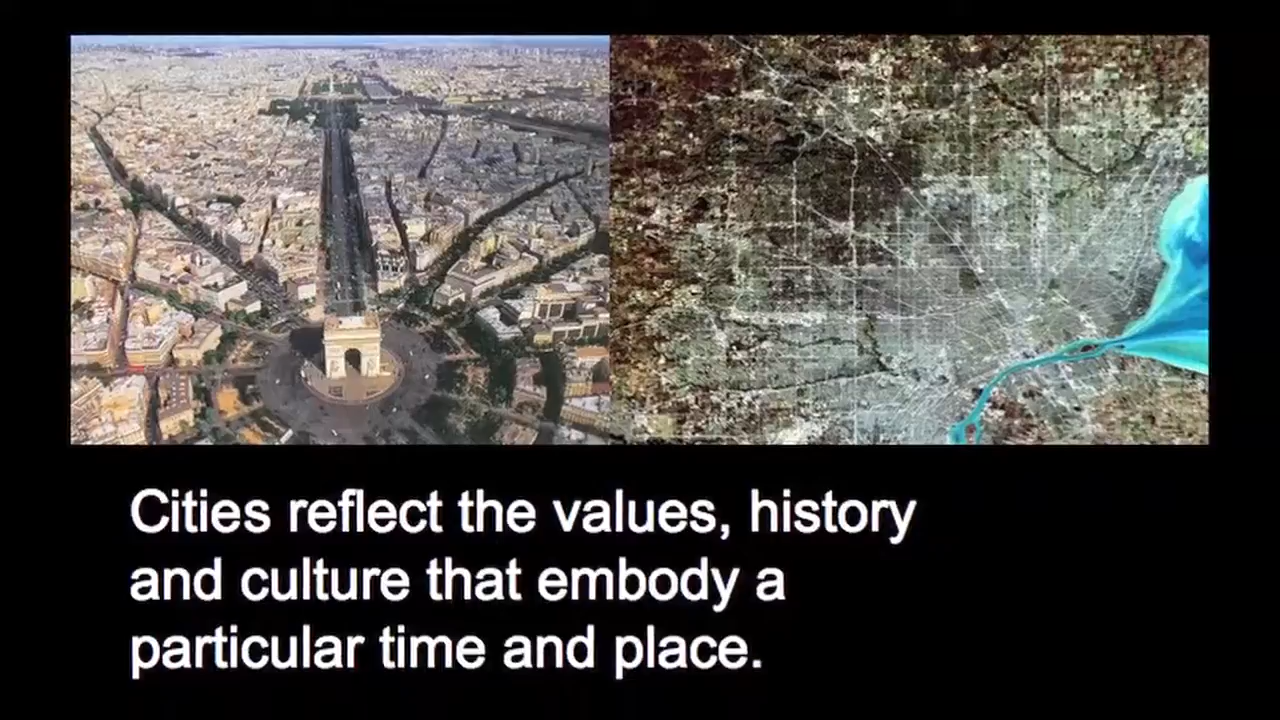 Cities reflect the values, history
and culture that embody a
particular time and place.